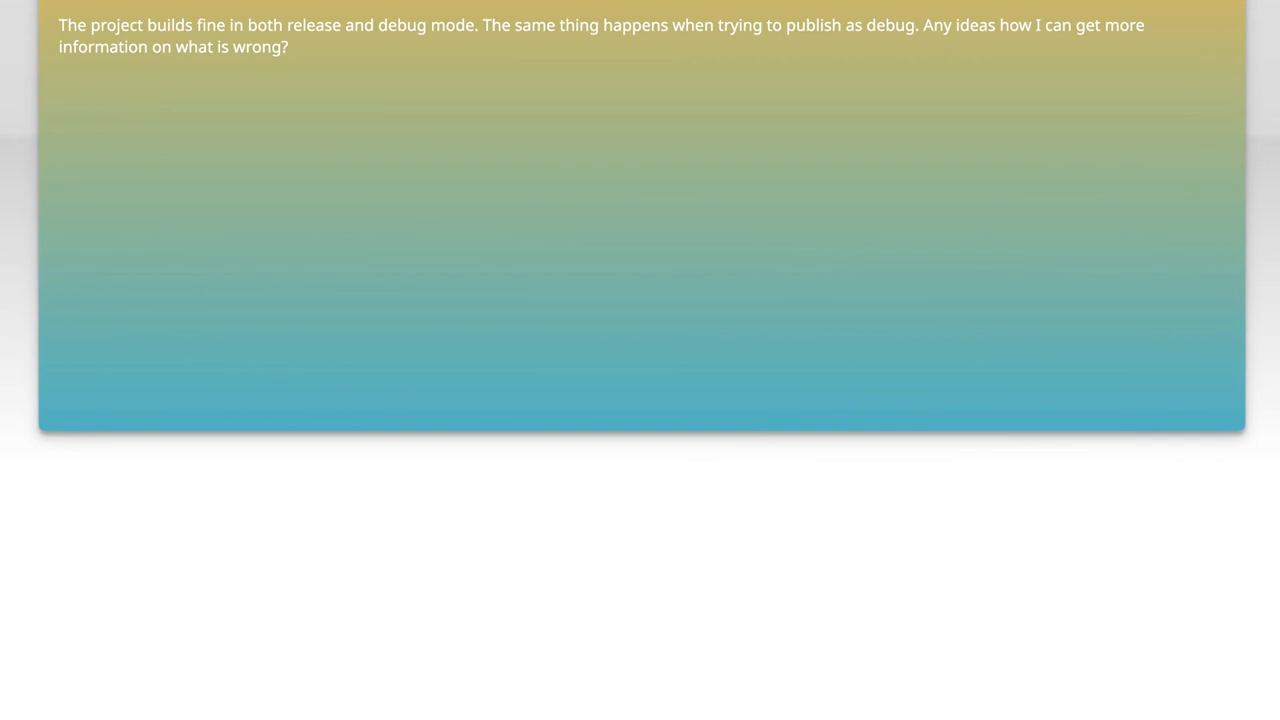 The project builds fine in both release and debug mode. The same thing happens when trying to publish as debug. Any ideas how I can get more
information on what is wrong?